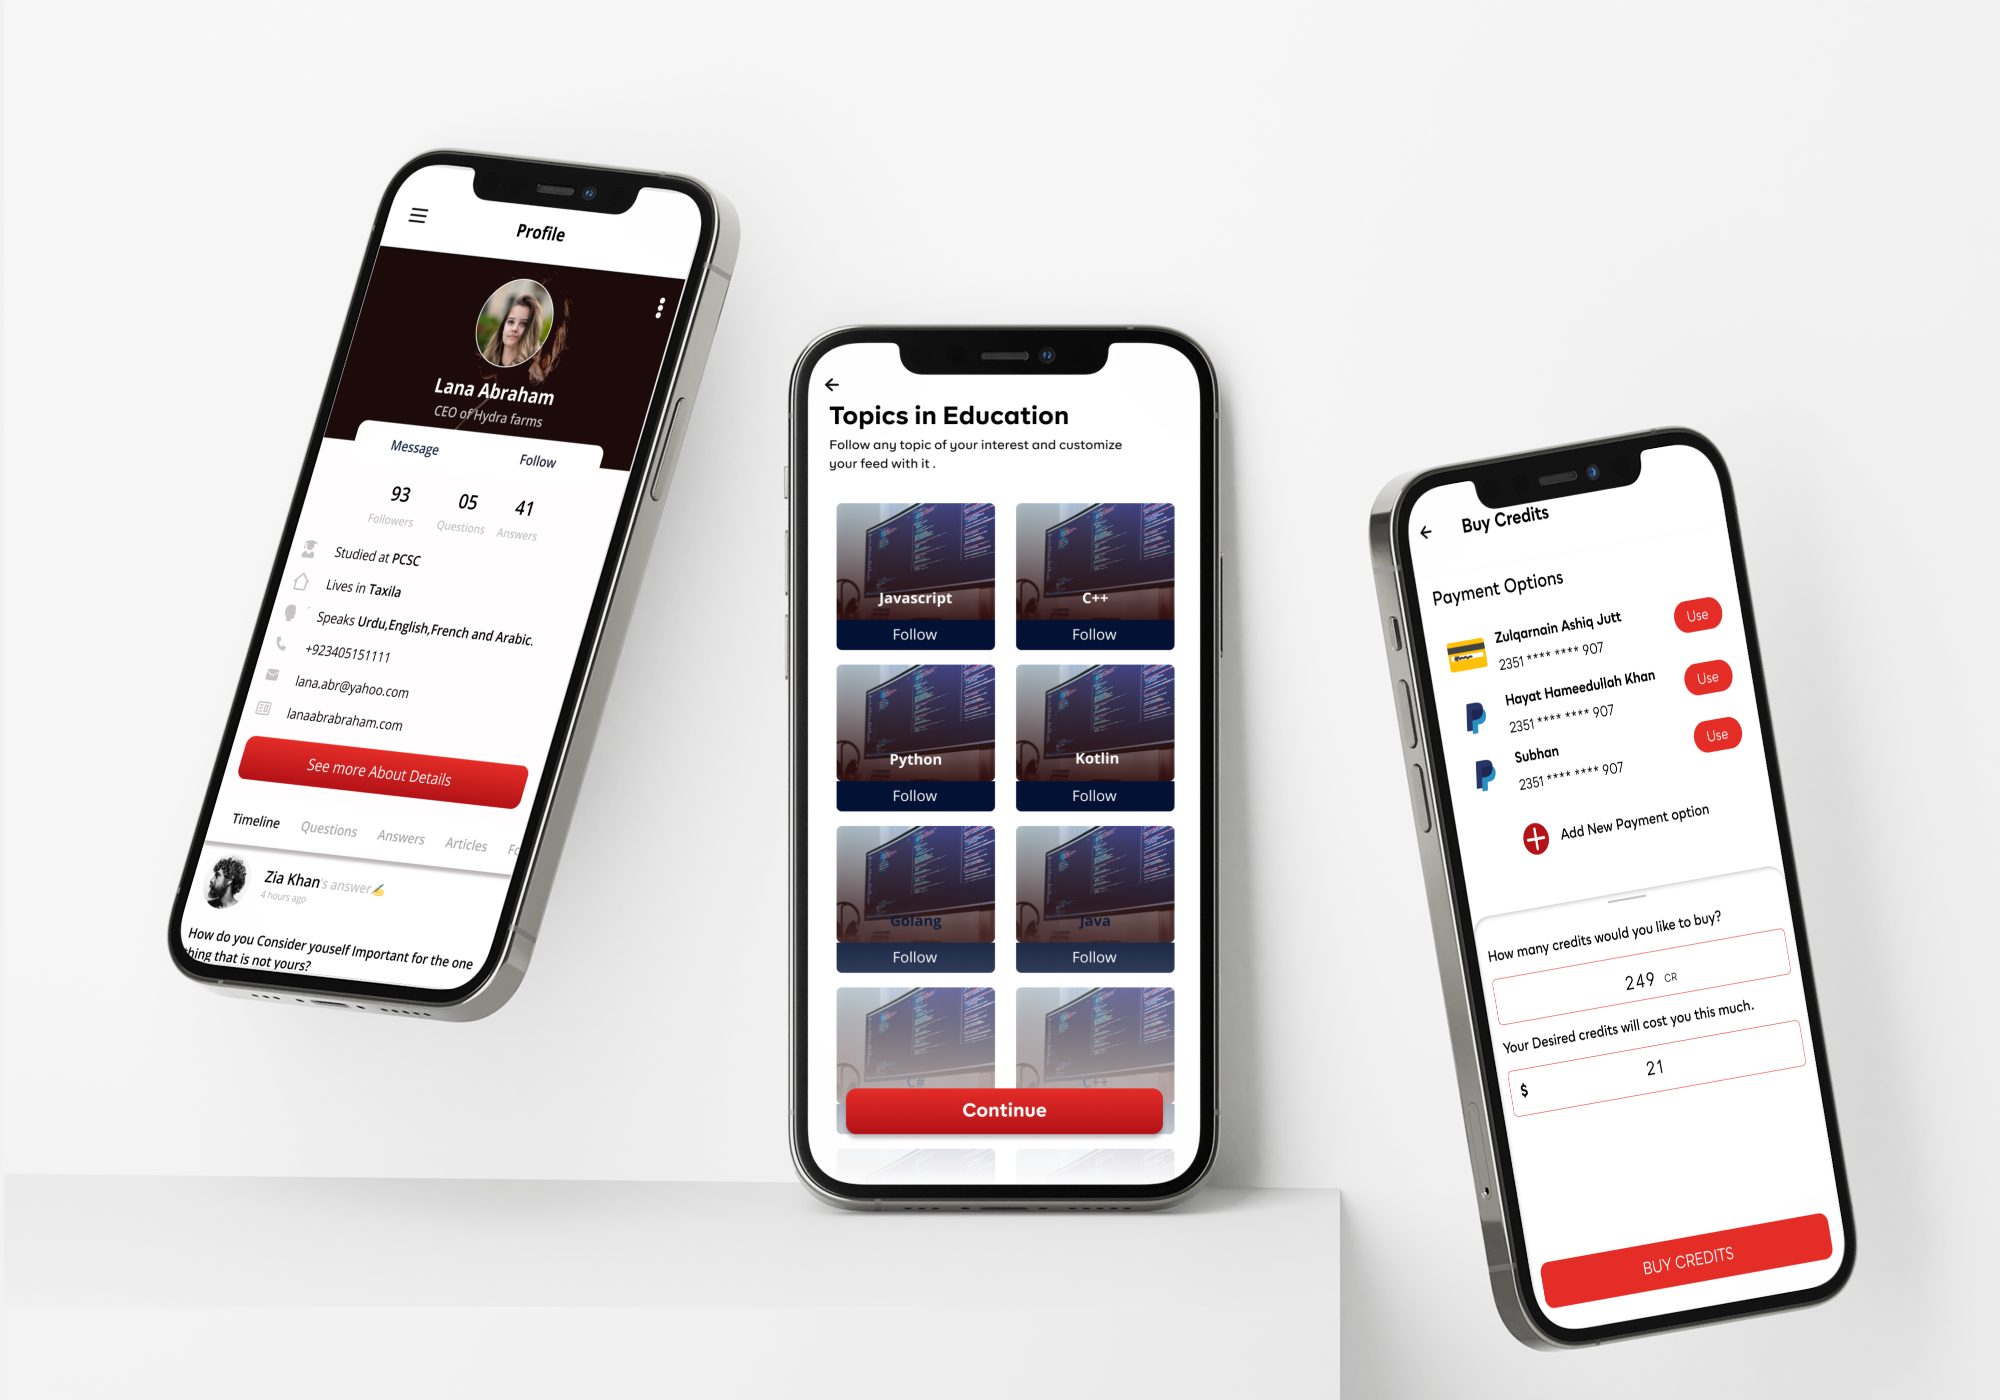 Profile
Lana Abraham
CEO of Hydra farms
Message
Follow
93
05
41
Followers
Questions
Answers
Studied at PCSC
Lives in Taxila
Speaks Urdu,English,French and Arabic.
+923405151111
lana.abr@yahoo.com
lanaabrabraham.com
See more About Details
Timeline
Questions
Answers
Articles
Fo
Zia Khan's answer
4 hours ago
How do you Consider youself Important for the one
thing that is not yours?
Topics in Education
Follow any topic of your interest and customize
your feed with it .
Javascript
C++
Follow
Follow
Python
Kotlin
Follow
Follow
Golang
Java
Follow
Follow
C#
C++
Continue
Buy Credits
Payment Options
Zulqarnain Ashiq Jutt
2351 **** **** 907
Use
Hayat Hameedullah Khan
2351 **** **** 907
Use
Subhan
2351 **** **** 907
Use
Add New Payment option
How many credits would you like to buy?
249 CR
Your Desired credits will cost you this much.
$ 21
BUY CREDITS